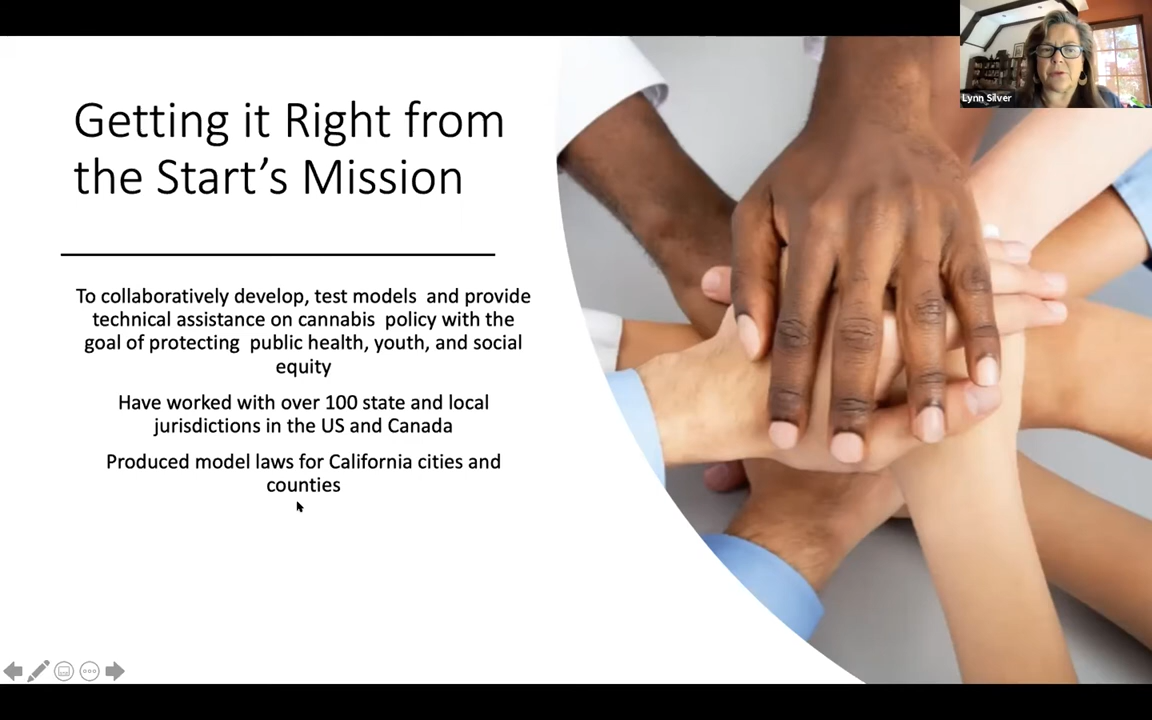 Lynn Silver
Getting it Right from
the Start’s Mission
To collaboratively develop, test models  and provide
technical assistance on cannabis  policy with the
goal of protecting  public health, youth, and social
equity
Have worked with over 100 state and local
jurisdictions in the US and Canada
Produced model laws for California cities and
counties